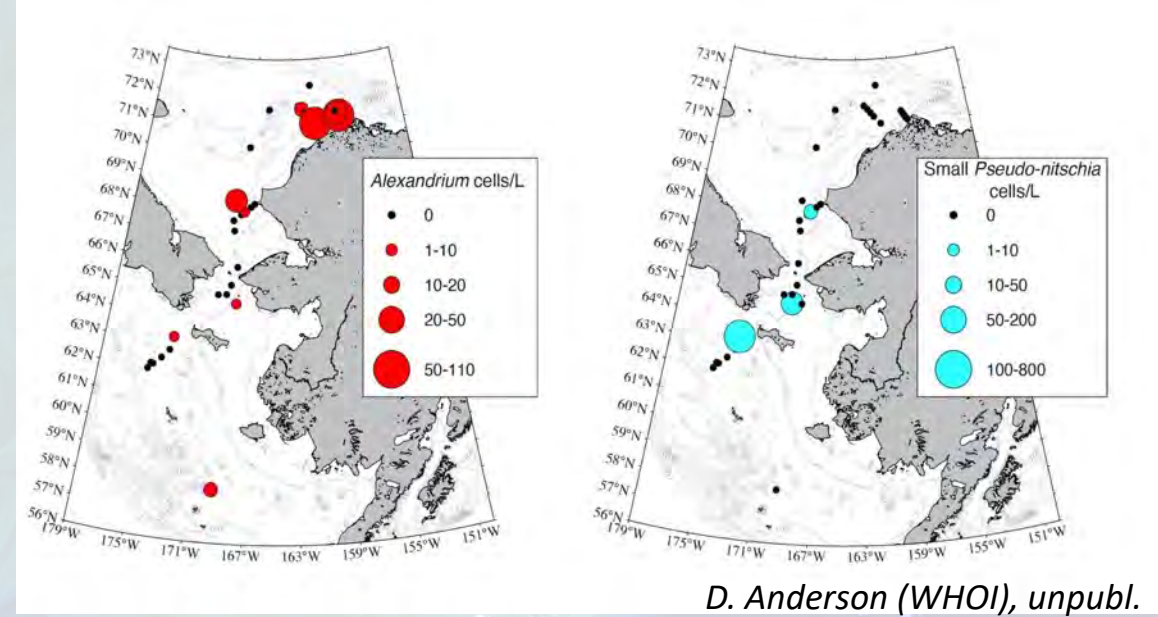 73°N
72°N
71°N
70°N
69°N
68°N
67°N
66°N
65°N
64°N
63°N
62°N
61°N
60°N
59°N
58°N
57°N
56°N
179°W
175°W
171°W
167°W
163°W
159°W
155°W
151°W
Alexandrium cells/L
0
1-10
10-20
20-50
50-110
73°N
72°N
71°N
70°N
69°N
68°N
67°N
66°N
65°N
64°N
63°N
62°N
61°N
60°N
59°N
58°N
57°N
56°N
179°W
175°W
171°W
167°W
163°W
159°W
155°W
151°W
Small Pseudo-nitschia
cells/L
0
1-10
10-50
50-200
100-800
D. Anderson (WHOI), unpubl.